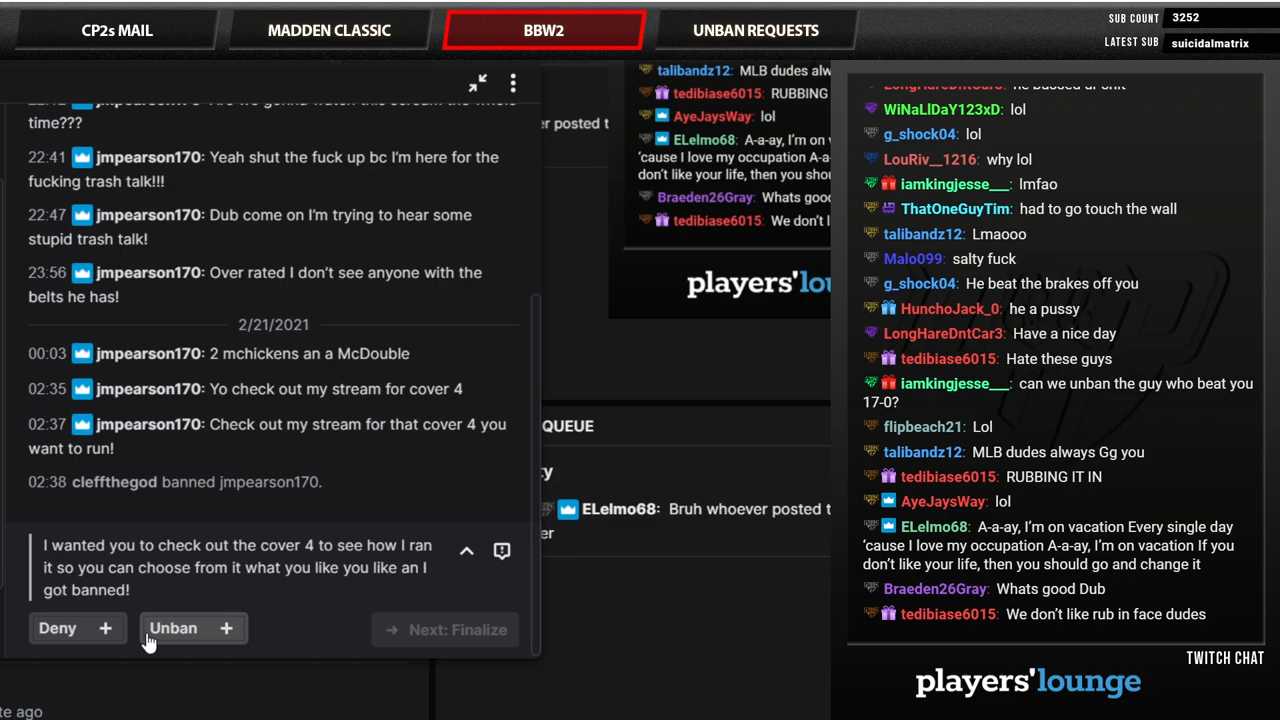 CP2s MAIL
MADDEN CLASSIC
BBW2
UNBAN REQUESTS
SUB COUNT 3252
LATEST SUB suicidalmatrix
time???
22:41 jmpearson170: Yeah shut the fuck up bc I'm here for the
fucking trash talk!!!
22:47 jmpearson170: Dub come on I'm trying to hear some
stupid trash talk!
23:56 jmpearson170: Over rated I don't see anyone with the
belts he has!
2/21/2021
00:03 jmpearson170: 2 mchickens an a McDouble
02:35 jmpearson170: Yo check out my stream for cover 4
02:37 jmpearson170: Check out my stream for that cover 4 you
want to run!
02:38 cleffthegod banned jmpearson170.
I wanted you to check out the cover 4 to see how I ran
it so you can choose from it what you like you like an I
got banned!
Deny +
Unban +
→ Next: Finalize
te ago
er posted t
talibandz12: MLB dudes alw
tedibiase6015: RUBBING
AyeJaysWay: lol
ELelmo68: A-a-ay, I'm on v
'cause I love my occupation A-a-
don't like your life, then you shou
Braeden26Gray: Whats good
tedibiase6015: We don't l
players'lou
QUEUE
ty
ELelmo68: Bruh whoever posted t
er
WiNaLlDaY123xD: lol
g_shock04: lol
LouRiv__1216: why lol
iamkingjesse___: lmfao
ThatOneGuyTim: had to go touch the wall
talibandz12: Lmaooo
Malo099: salty fuck
g_shock04: He beat the brakes off you
HunchoJack_0: he a pussy
LongHareDntCar3: Have a nice day
tedibiase6015: Hate these guys
iamkingjesse___: can we unban the guy who beat you
17-0?
flipbeach21: Lol
talibandz12: MLB dudes always Gg you
tedibiase6015: RUBBING IT IN
AyeJaysWay: lol
ELelmo68: A-a-ay, I'm on vacation Every single day
'cause I love my occupation A-a-ay, I'm on vacation If you
don't like your life, then you should go and change it
Braeden26Gray: Whats good Dub
tedibiase6015: We don't like rub in face dudes
TWITCH CHAT
players'lounge